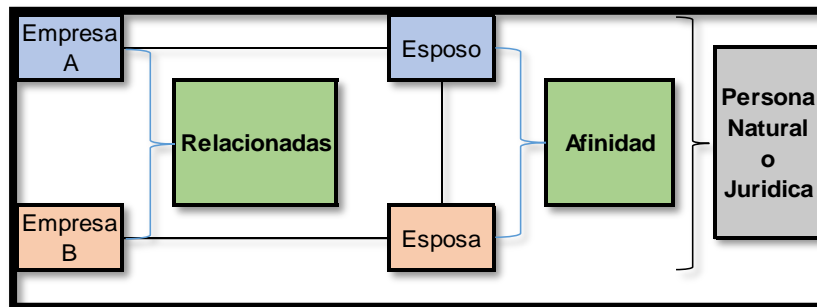 Empresa
A
Esposo
Relacionadas
Afinidad
Persona
Natural
o
Juridica
Empresa
B
Esposa